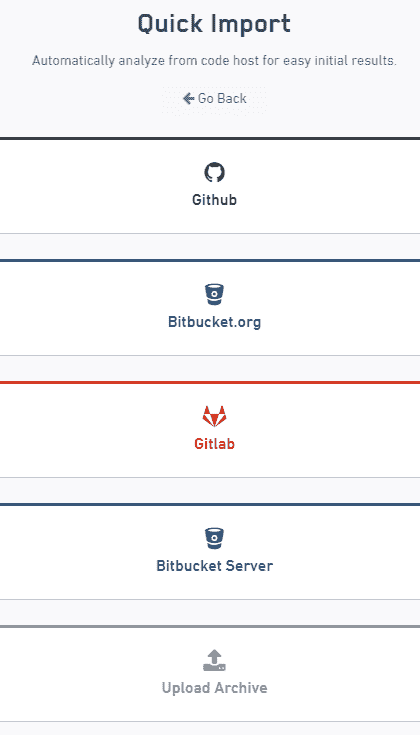 Quick Import
Automatically analyze from code host for easy initial results.
Go Back
Github
Bitbucket.org
Gitlab
Bitbucket Server
Upload Archive